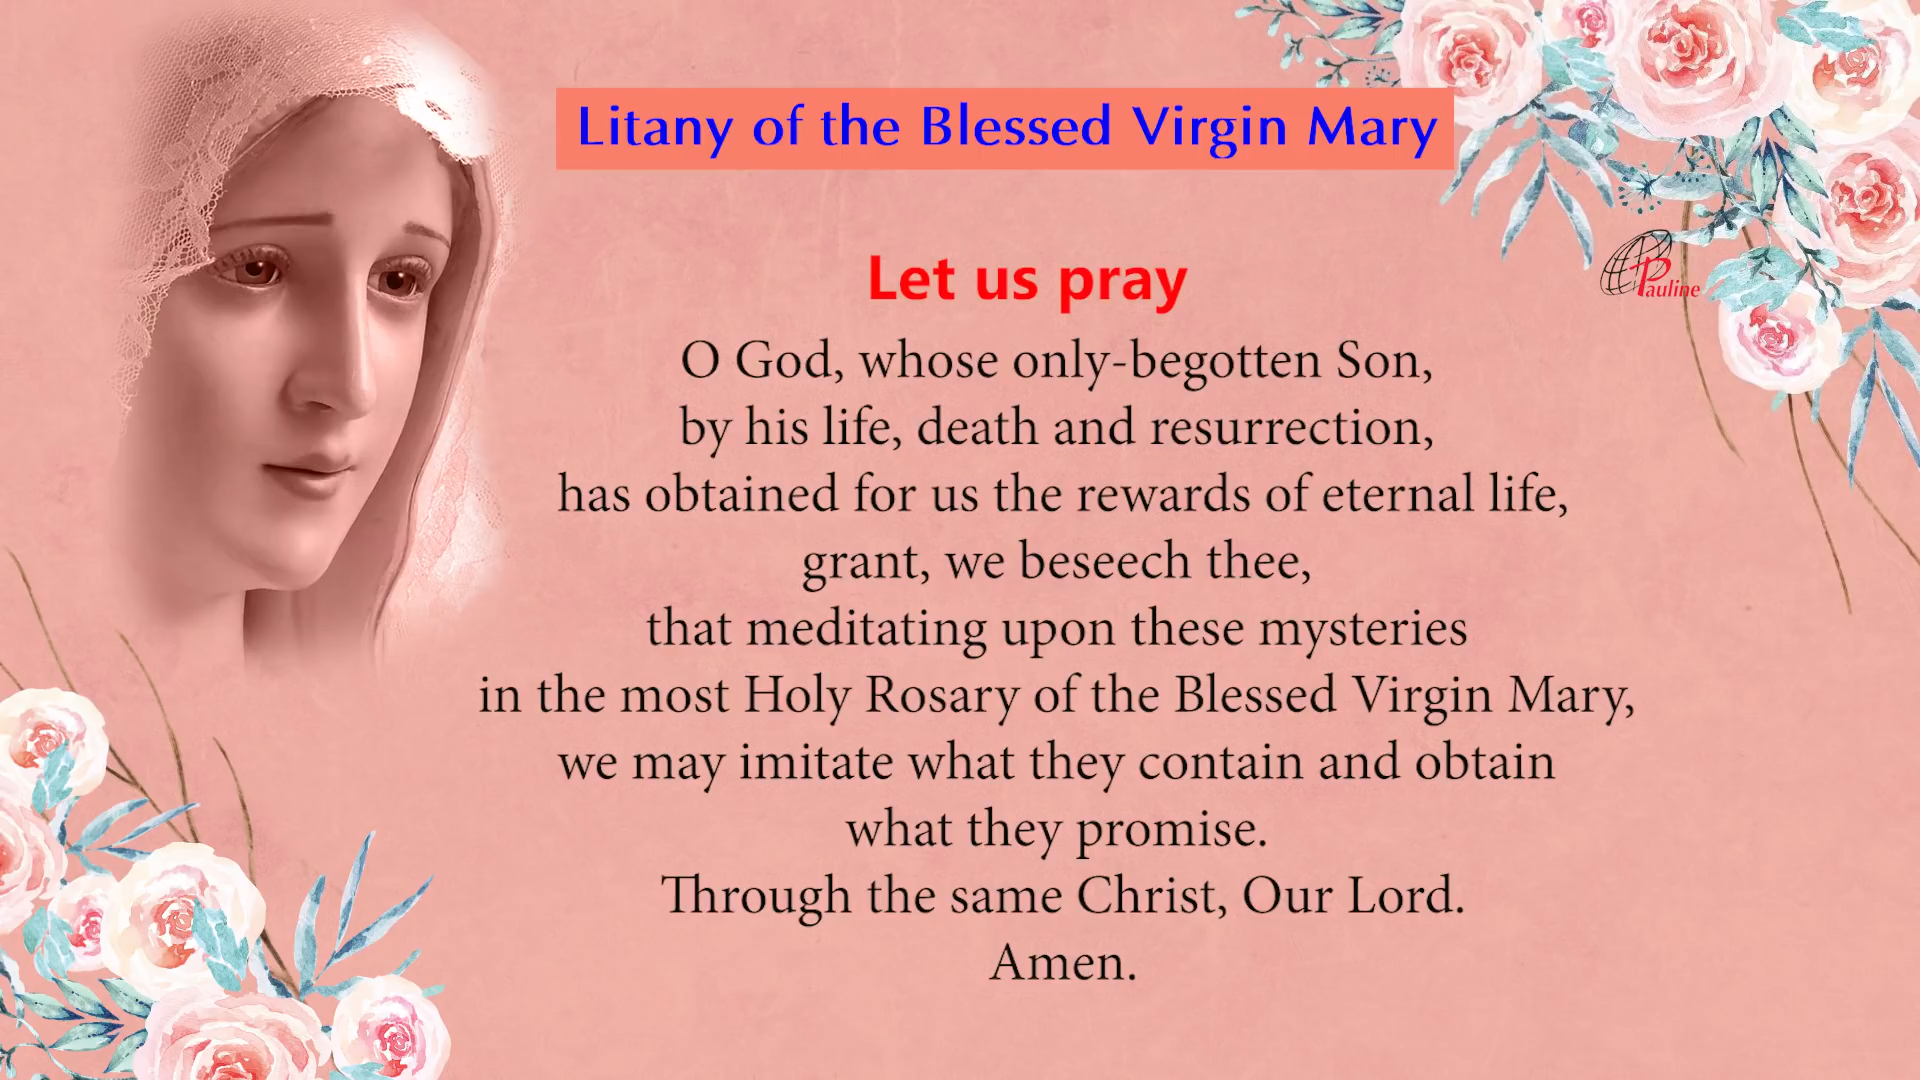 Litany of the Blessed Virgin Mary
Let us pray
Pauline
O God, whose only-begotten Son,
by his life, death and resurrection,
has obtained for us the rewards of eternal life,
grant, we beseech thee,
that meditating upon these mysteries
in the most Holy Rosary of the Blessed Virgin Mary,
we may imitate what they contain and obtain
what they promise.
Through the same Christ, Our Lord.
Amen.